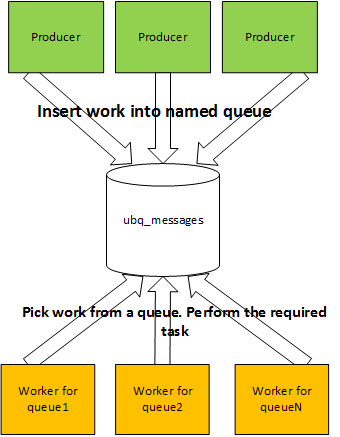 Producer Producer Producer
Insert work into named queue
ubq_messages
Pick work from a queue. Perform the required
task
Worker for
queue1
Worker for
queue2
Worker for
queueN